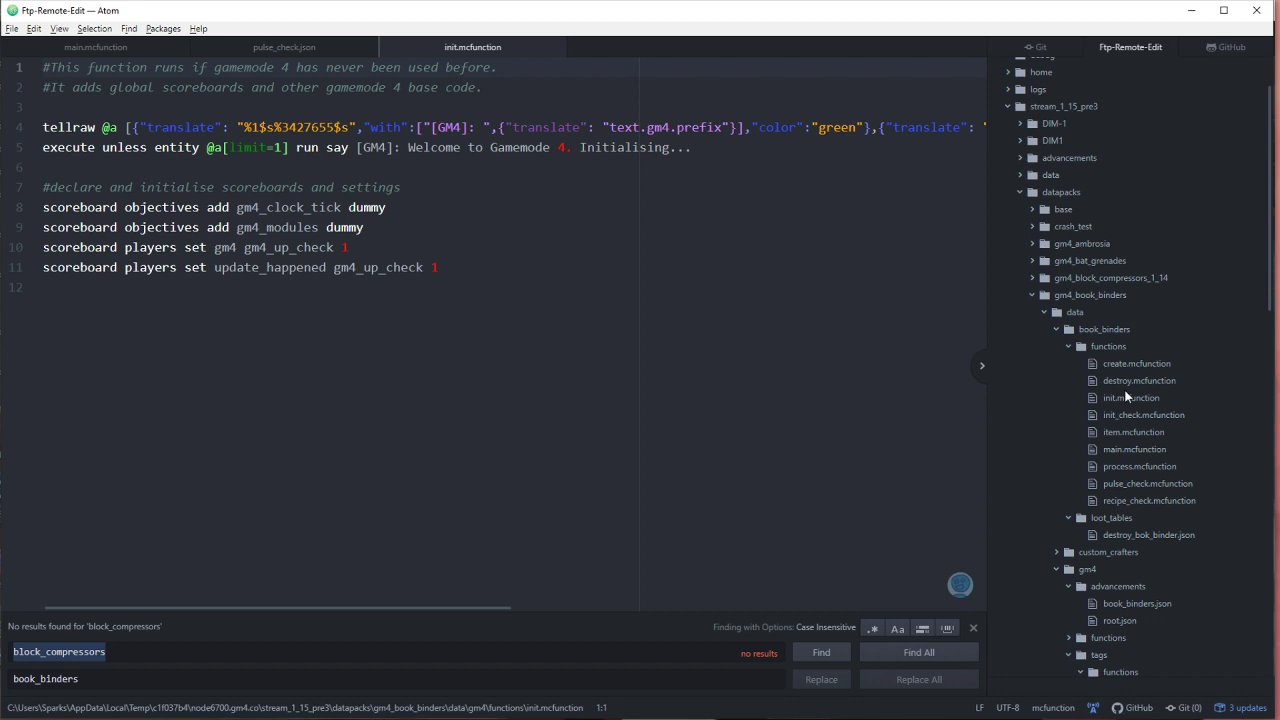 Ftp-Remote-Edit — Atom
File Edit View Selection Find Packages Help
main.mcfunction
pulse_check.json
init.mcfunction
Git
Ftp-Remote-Edit
GitHub
1 #This function runs if gamemode 4 has never been used before.
2 #It adds global scoreboards and other gamemode 4 base code.
3
4 tellraw @a [{"translate": "%1$s%3427655$s","with":["[GM4]: ",{"translate": "text.gm4.prefix"}],"color":"green"},{"translate": "
5 execute unless entity @a[limit=1] run say [GM4]: Welcome to Gamemode 4. Initialising...
6
7 #declare and initialise scoreboards and settings
8 scoreboard objectives add gm4_clock_tick dummy
9 scoreboard objectives add gm4_modules dummy
10 scoreboard players set gm4 gm4_up_check 1
11 scoreboard players set update_happened gm4_up_check 1
12
home
logs
stream_1_15_pre3
DIM-1
DIM1
advancements
data
datapacks
base
crash_test
gm4_ambrosia
gm4_bat_grenades
gm4_block_compressors_1_14
gm4_book_binders
data
book_binders
functions
create.mcfunction
destroy.mcfunction
init.mcfunction
init_check.mcfunction
item.mcfunction
main.mcfunction
process.mcfunction
pulse_check.mcfunction
recipe_check.mcfunction
loot_tables
destroy_bok_binder.json
custom_crafters
gm4
advancements
book_binders.json
root.json
functions
tags
functions
No results found for 'block_compressors'
Finding with Options: Case Insensitive
.* Aa
block_compressors
no results
Find
Find All
book_binders
Replace
Replace All
C:\Users\Sparks/AppData\Local\Temp\c1f037b4\node6700.gm4.co\stream_1_15_pre3\datapacks\gm4_book_binders\data\gm4\functions\init.mcfunction 1:1
LF UTF-8 mcfunction GitHub Git (0) 3 updates